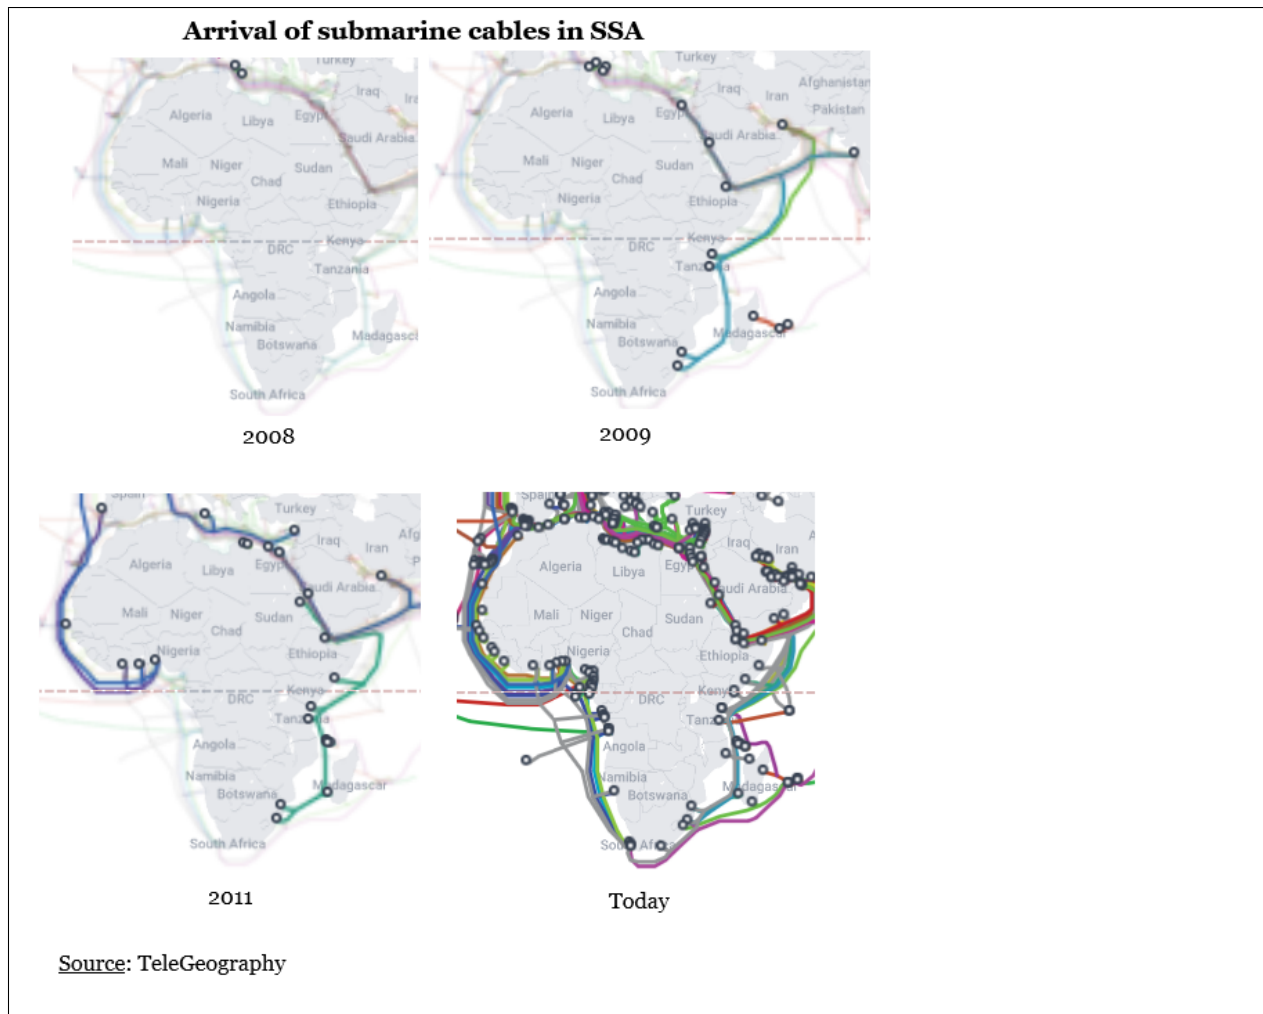 Arrival of submarine cables in SSA
Turkey
Iraq
Algeria
Libya
Saudi Arabia
Mali
Niger
Sudan
Chad
Nigeria
Ethiopia
Kenya
DRC
Tanzania
Angola
Namibia
Botswana
South Africa
2008
Turkey
Afghanistan
Iraq
Iran
Pakistan
Algeria
Libya
Saudi Arabia
Mali
Niger
Sudan
Chad
Nigeria
Ethiopia
Kenya
DRC
Angola
Namibia
Madagascar
Botswana
South Africa
2009
Turkey
Iraq
Iran
Algeria
Libya
Mali
Niger
Sudan
Chad
Nigeria
Ethiopia
Kenya
DRC
Angola
Namibia
Botswana
South Africa
2011
Turkey
Iraq
Iran
Algeria
Libya
Saudi Arabia
Mali
Niger
Sudan
Chad
Nigeria
Ethiopia
DRC
Angola
Namibia
Botswana
Today
Source: TeleGeography